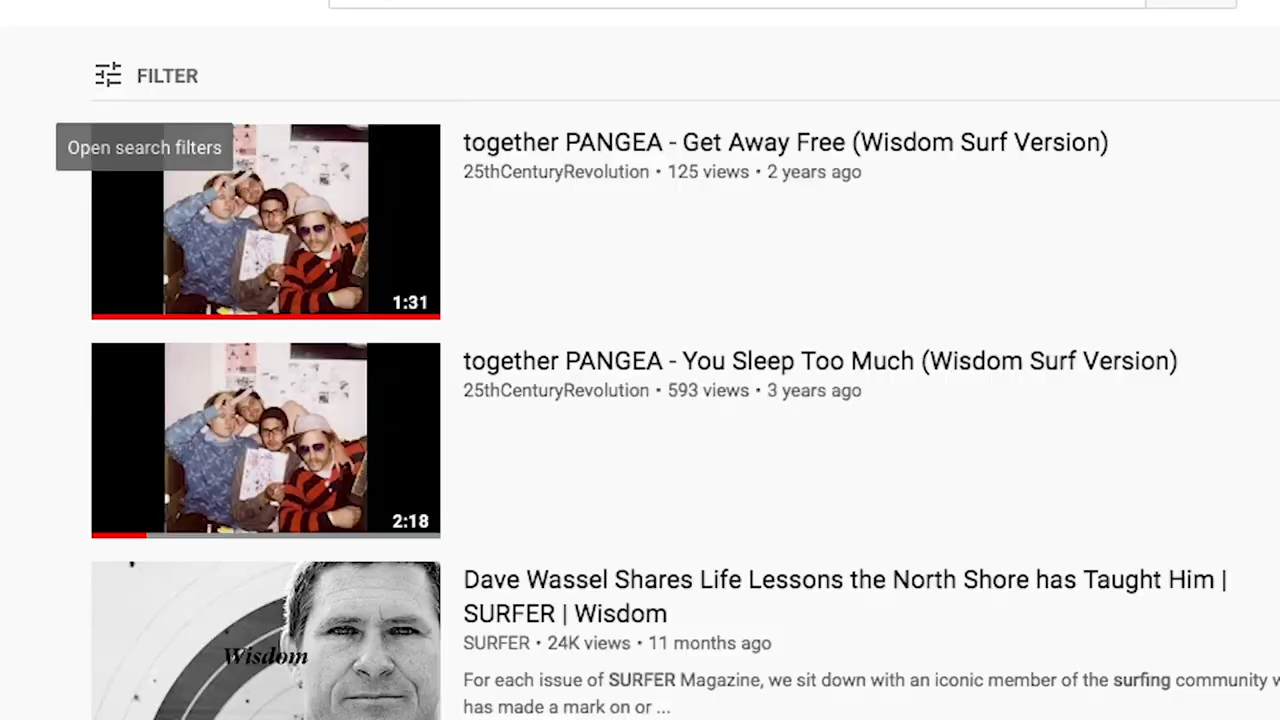 FILTER
Open search filters
together PANGEA - Get Away Free (Wisdom Surf Version)
25thCenturyRevolution • 125 views • 2 years ago
1:31
together PANGEA - You Sleep Too Much (Wisdom Surf Version)
25thCenturyRevolution • 593 views • 3 years ago
2:18
Dave Wassel Shares Life Lessons the North Shore has Taught Him |
SURFER | Wisdom
SURFER • 24K views • 11 months ago
Wisdom
For each issue of SURFER Magazine, we sit down with an iconic member of the surfing community
has made a mark on or ...